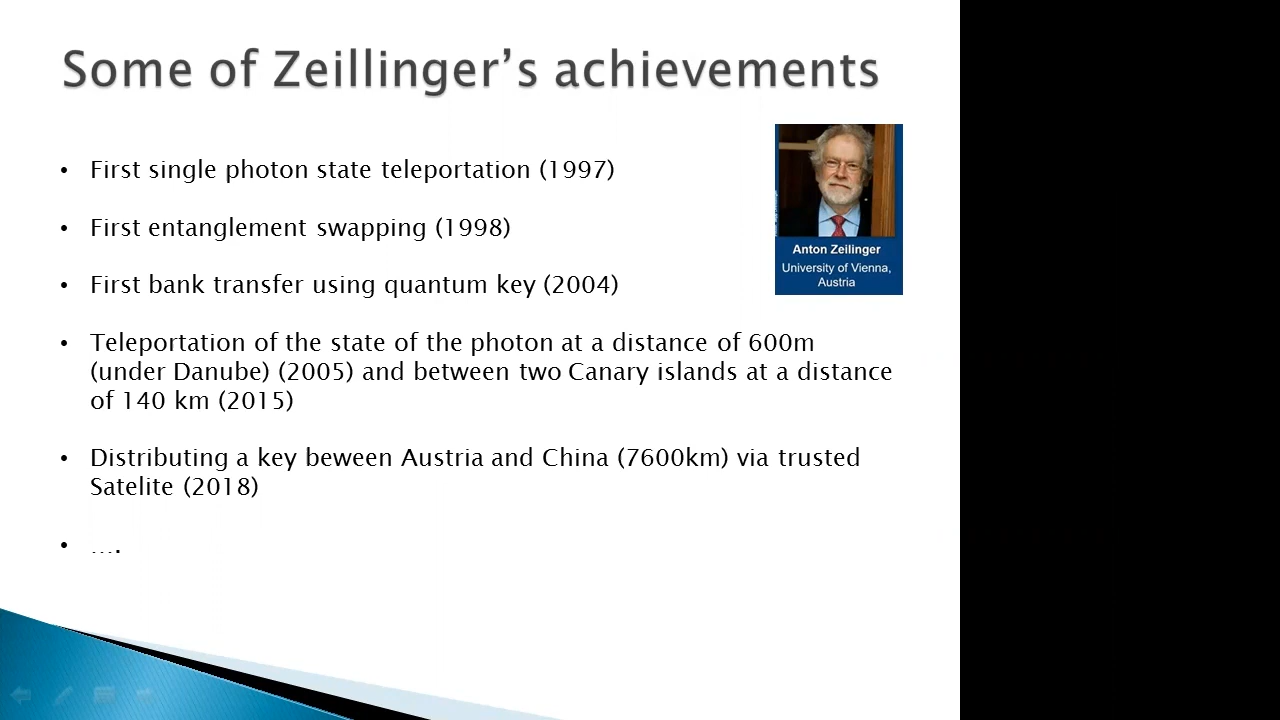 Some of Zeillinger’s achievements
• First single photon state teleportation (1997)
• First entanglement swapping (1998)
• First bank transfer using quantum key (2004)
Anton Zeilinger
University of Vienna,
Austria
• Teleportation of the state of the photon at a distance of 600m
(under Danube) (2005) and between two Canary islands at a distance
of 140 km (2015)
• Distributing a key beween Austria and China (7600km) via trusted
Satelite (2018)
• ….